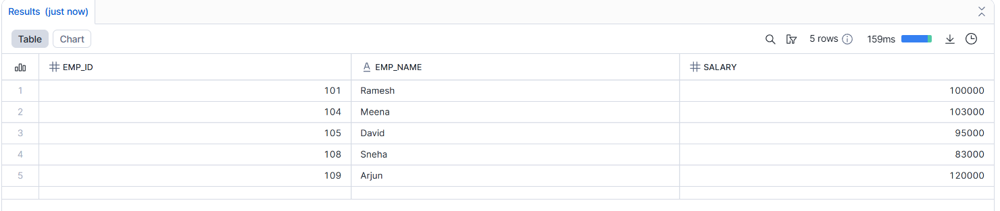 Results (just now)
Table Chart 5 rows 159ms
# EMP_ID A EMP_NAME # SALARY
1 101 Ramesh 100000
2 104 Meena 103000
3 105 David 95000
4 108 Sneha 83000
5 109 Arjun 120000